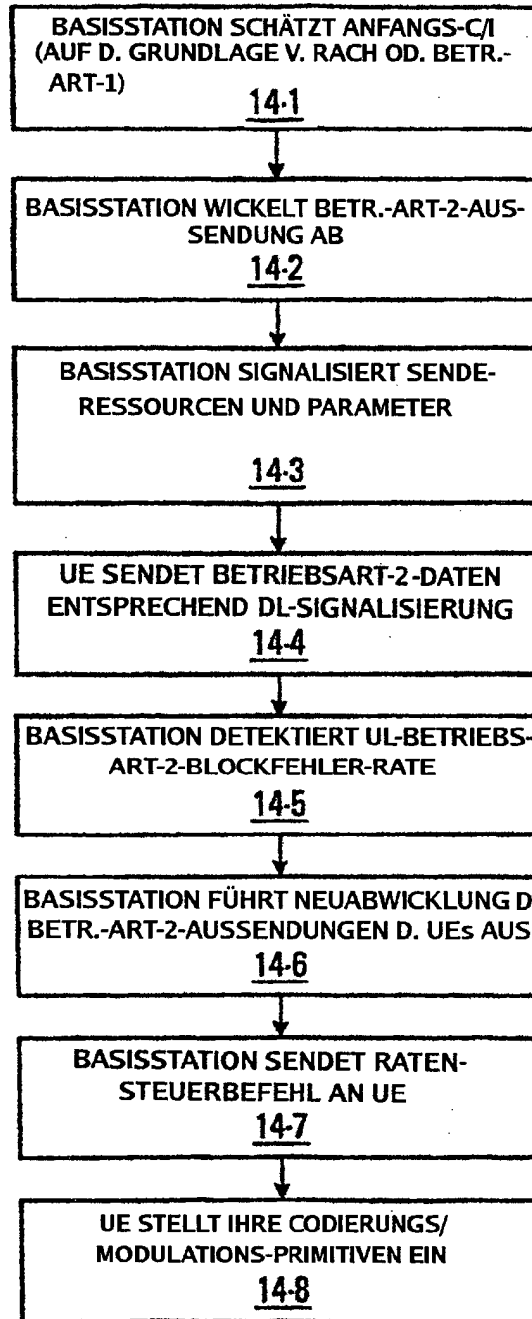 BASISSTATION SCHÄTZT ANFANGS-C/I
(AUF D. GRUNDLAGE V. RACH OD. BETR.-
ART-1)
14·1
BASISSTATION WICKELT BETR.-ART-2-AUS-
SENDUNG AB
14·2
BASISSTATION SIGNALISIERT SENDE-
RESSOURCEN UND PARAMETER
14·3
UE SENDET BETRIEBSART-2-DATEN
ENTSPRECHEND DL-SIGNALISIERUNG
14·4
BASISSTATION DETEKTIERT UL-BETRIEBS-
ART-2-BLOCKFEHLER-RATE
14·5
BASISSTATION FÜHRT NEUABWICKLUNG D
BETR.-ART-2-AUSSENDUNGEN D. UEs AUS
14·6
BASISSTATION SENDET RATEN-
STEUERBEFEHL AN UE
14·7
UE STELLT IHRE CODIERUNGS/
MODULATIONS-PRIMITIVEN EIN
14·8